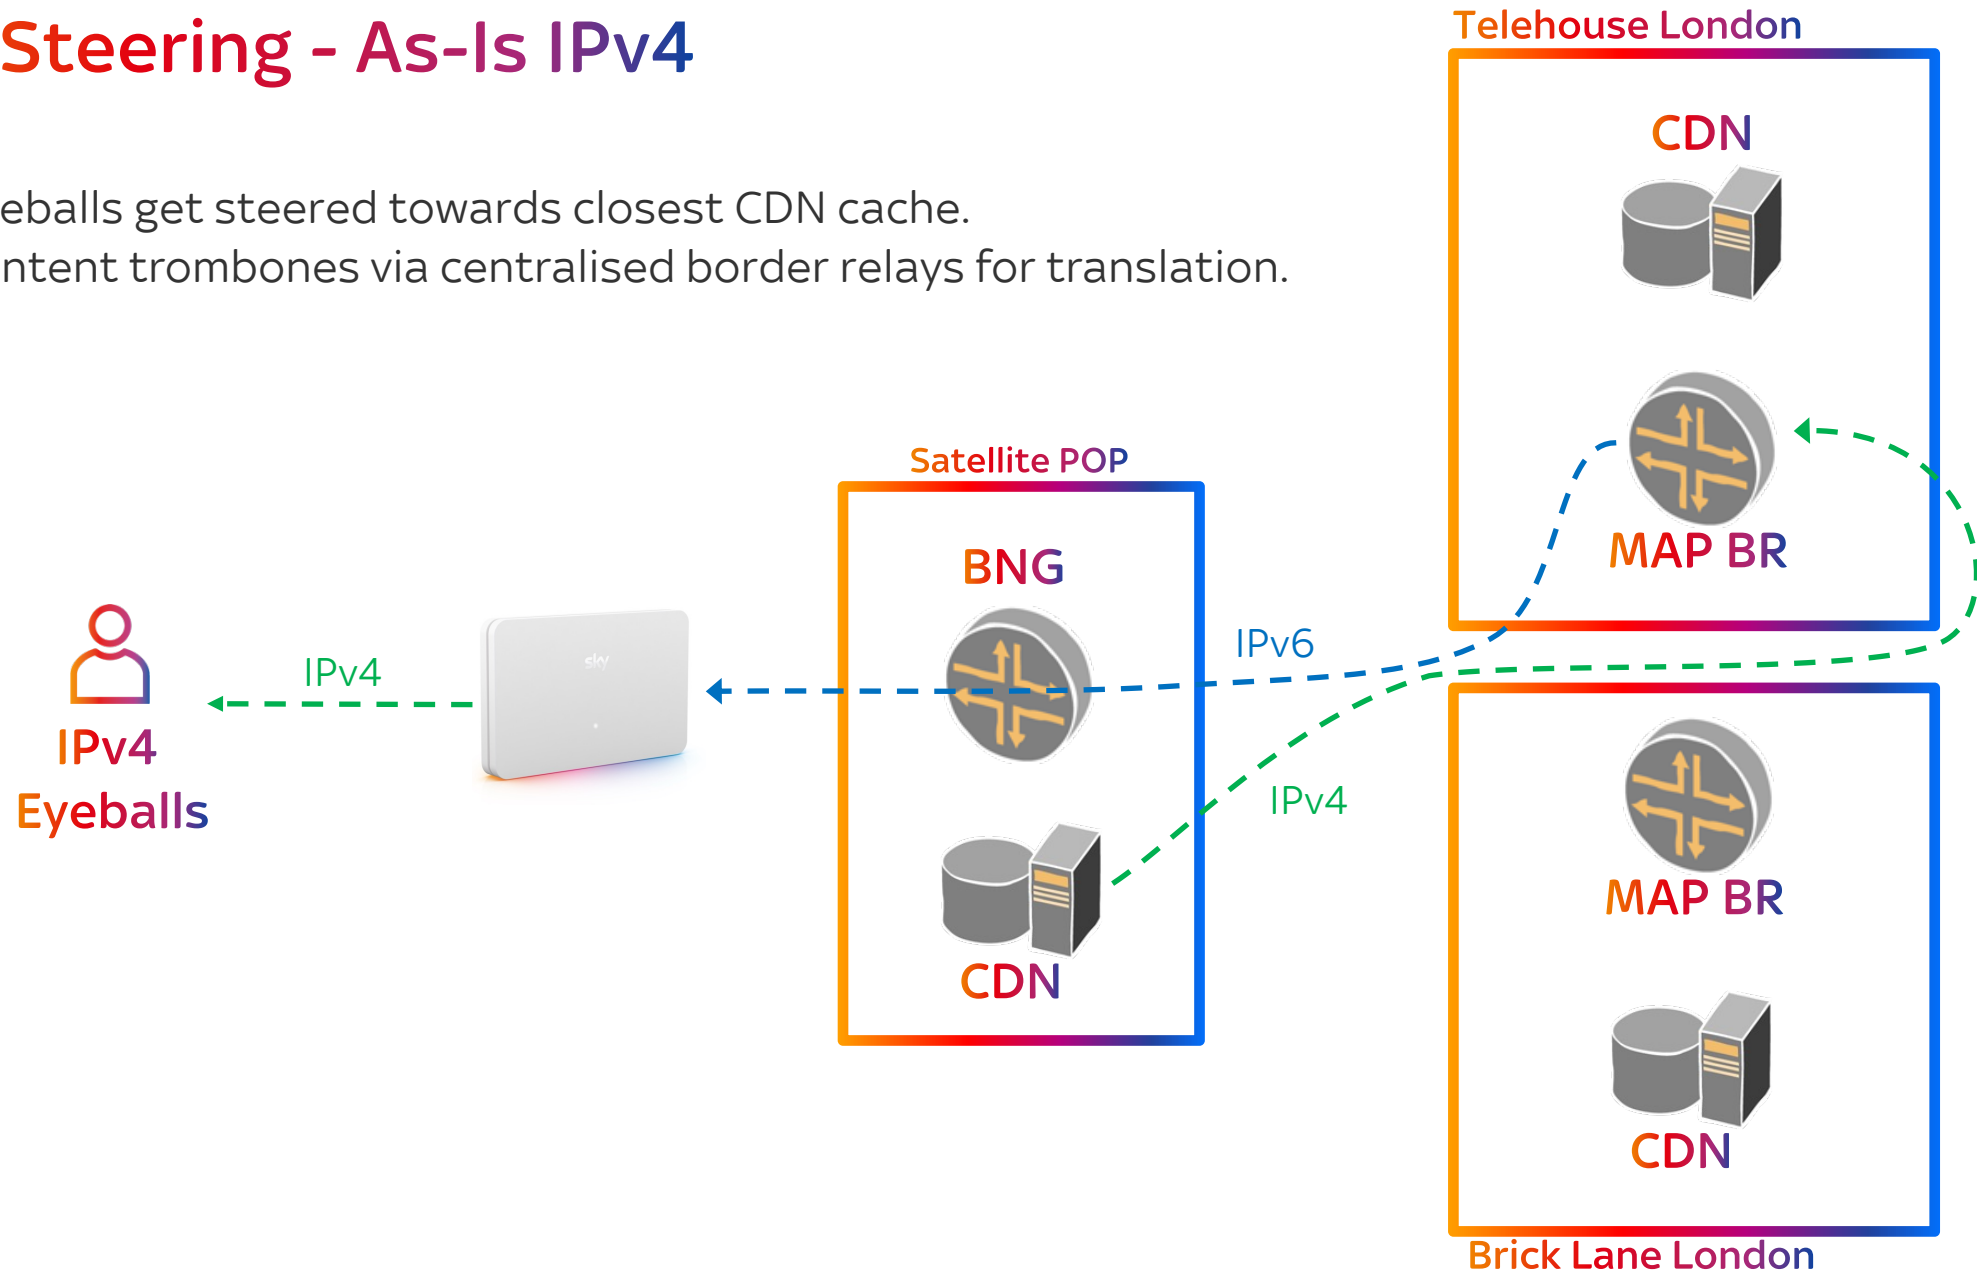 Steering - As-Is IPv4
eballs get steered towards closest CDN cache.
ntent trombones via centralised border relays for translation.
Telehouse London
CDN
MAP BR
Satellite POP
BNG
IPv6
IPv4
sky
IPv4
Eyeballs
IPv4
CDN
MAP BR
CDN
Brick Lane London